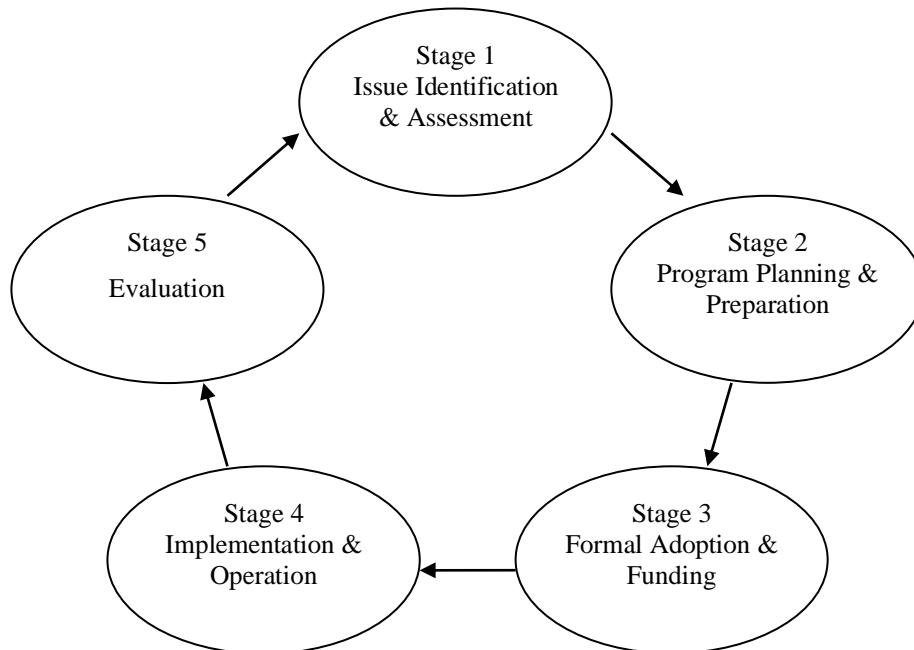 Stage 1
Issue Identification
& Assessment
Stage 2
Program Planning &
Preparation
Stage 3
Formal Adoption &
Funding
Stage 4
Implementation &
Operation
Stage 5
Evaluation